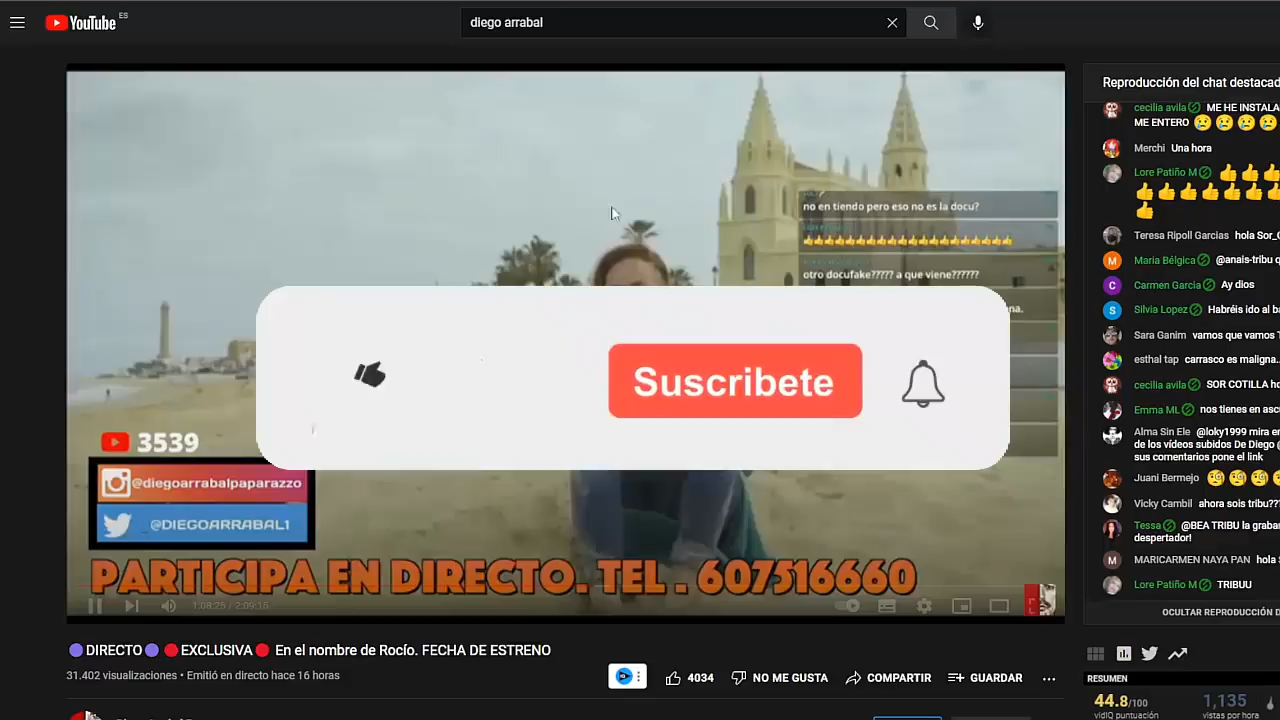 YouTube ES
diego arrabal
no en tiendo pero eso no es la docu?
otro docufake????? a que viene??????
na.
Suscribete
3539
@diegoarrabalpaparazzo
@DIEGOARRABAL1
PARTICIPA EN DIRECTO. TEL . 607516660
1:08:25 / 2:09:16
DIRECTO EXCLUSIVA En el nombre de Rocío. FECHA DE ESTRENO
31.402 visualizaciones • Emitió en directo hace 16 horas
4034 NO ME GUSTA COMPARTIR GUARDAR
Reproducción del chat destacad
cecilia avila ME HE INSTALA
ME ENTERO
Merchi Una hora
Lore Patiño M
Teresa Ripoll Garcias hola Sor_
María Bélgica @anais-tribu q
Carmen Garcia Ay dios
Silvia Lopez Habréis ido al ba
Sara Ganim vamos que vamos
esthal tap carrasco es maligna...
cecilia avila SOR COTILLA ho
Emma ML nos tienes en asc
Alma Sin Ele @loky1999 mira en
de los vídeos subidos De Diego @
sus comentarios pone el link
Juani Bermejo
Vicky Cambil ahora sois tribu??
Tessa @BEA TRIBU la graba
despertador!
MARICARMEN NAYA PAN hola
Lore Patiño M TRIBUU
OCULTAR REPRODUCCIÓN D
RESUMEN
44.8/100
vidIQ puntuación
1,135
vistas por hora